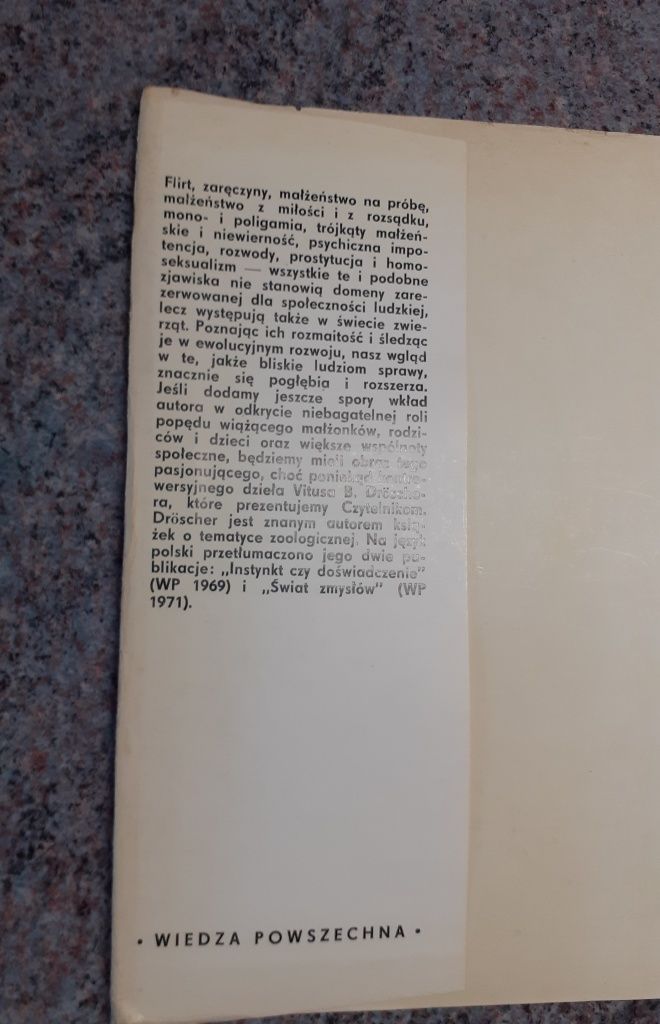 Flirt, zaręczyny, małżeństwo na próbę,
małżeństwo z miłości i z rozsądku,
mono- i poligamia, trójkąty małżeń-
skie i niewierność, psychiczna impo-
tencja, rozwody, prostytucja i homo-
seksualizm — wszystkie te i podobne
zjawiska nie stanowią domeny zare-
zerwowanej dla społeczności ludzkiej,
lecz występują także w świecie zwie-
rząt. Poznając ich rozmaitość i śledząc
je w ewolucyjnym rozwoju, nasz wgląd
w te, jakże bliskie ludziom sprawy,
znacznie się pogłębia i rozszerza.
Jeśli dodamy jeszcze spory wkład
autora w odkrycie niebagatelnej roli
popędu wiążącego małżonków, rodzi-
ców i dzieci oraz większe wspólnoty
społeczne, będziemy mieli obraz tego
pasjonującego, choć poniekąd kontro-
wersyjnego dzieła Vitusa B. Dröscho-
ra, które prezentujemy Czytelnikom.
Dröscher jest znanym autorem ksią-
żek o tematyce zoologicznej. Na język
polski przetłumaczono jego dwie pu-
blikacje: „Instynkt czy doświadczenie"
(WP 1969) i „Świat zmysłów" (WP
1971).
• WIEDZA POWSZECHNA •